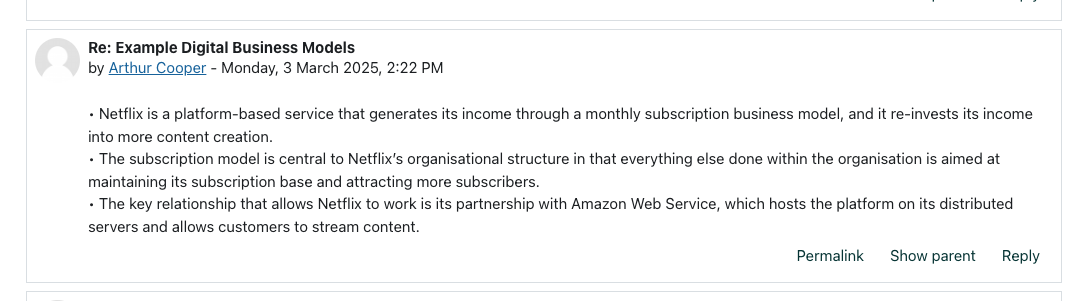 Re: Example Digital Business Models
by Arthur Cooper - Monday, 3 March 2025, 2:22 PM
• Netflix is a platform-based service that generates its income through a monthly subscription business model, and it re-invests its income
into more content creation.
• The subscription model is central to Netflix’s organisational structure in that everything else done within the organisation is aimed at
maintaining its subscription base and attracting more subscribers.
• The key relationship that allows Netflix to work is its partnership with Amazon Web Service, which hosts the platform on its distributed
servers and allows customers to stream content.
Permalink Show parent Reply